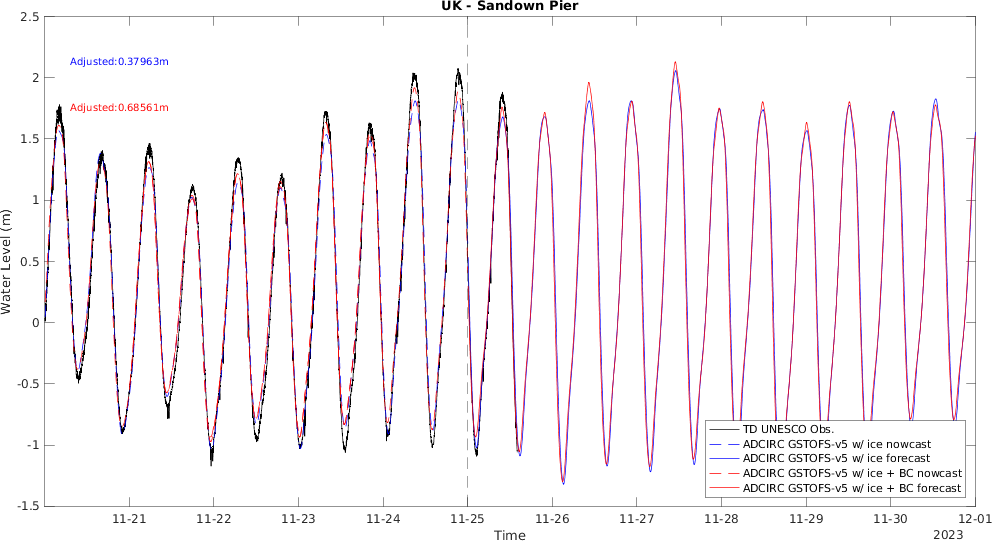 UK - Sandown Pier
Adjusted:0.37963m
Adjusted:0.68561m
Water Level (m)
2.5
2
1.5
1
0.5
0
-0.5
-1
-1.5
TD UNESCO Obs.
ADCIRC GSTOFS-v5 w/ ice nowcast
ADCIRC GSTOFS-v5 w/ ice forecast
ADCIRC GSTOFS-v5 w/ ice + BC nowcast
ADCIRC GSTOFS-v5 w/ ice + BC forecast
11-21 11-22 11-23 11-24 11-25 11-26 11-27 11-28 11-29 11-30 12-01
Time
2023